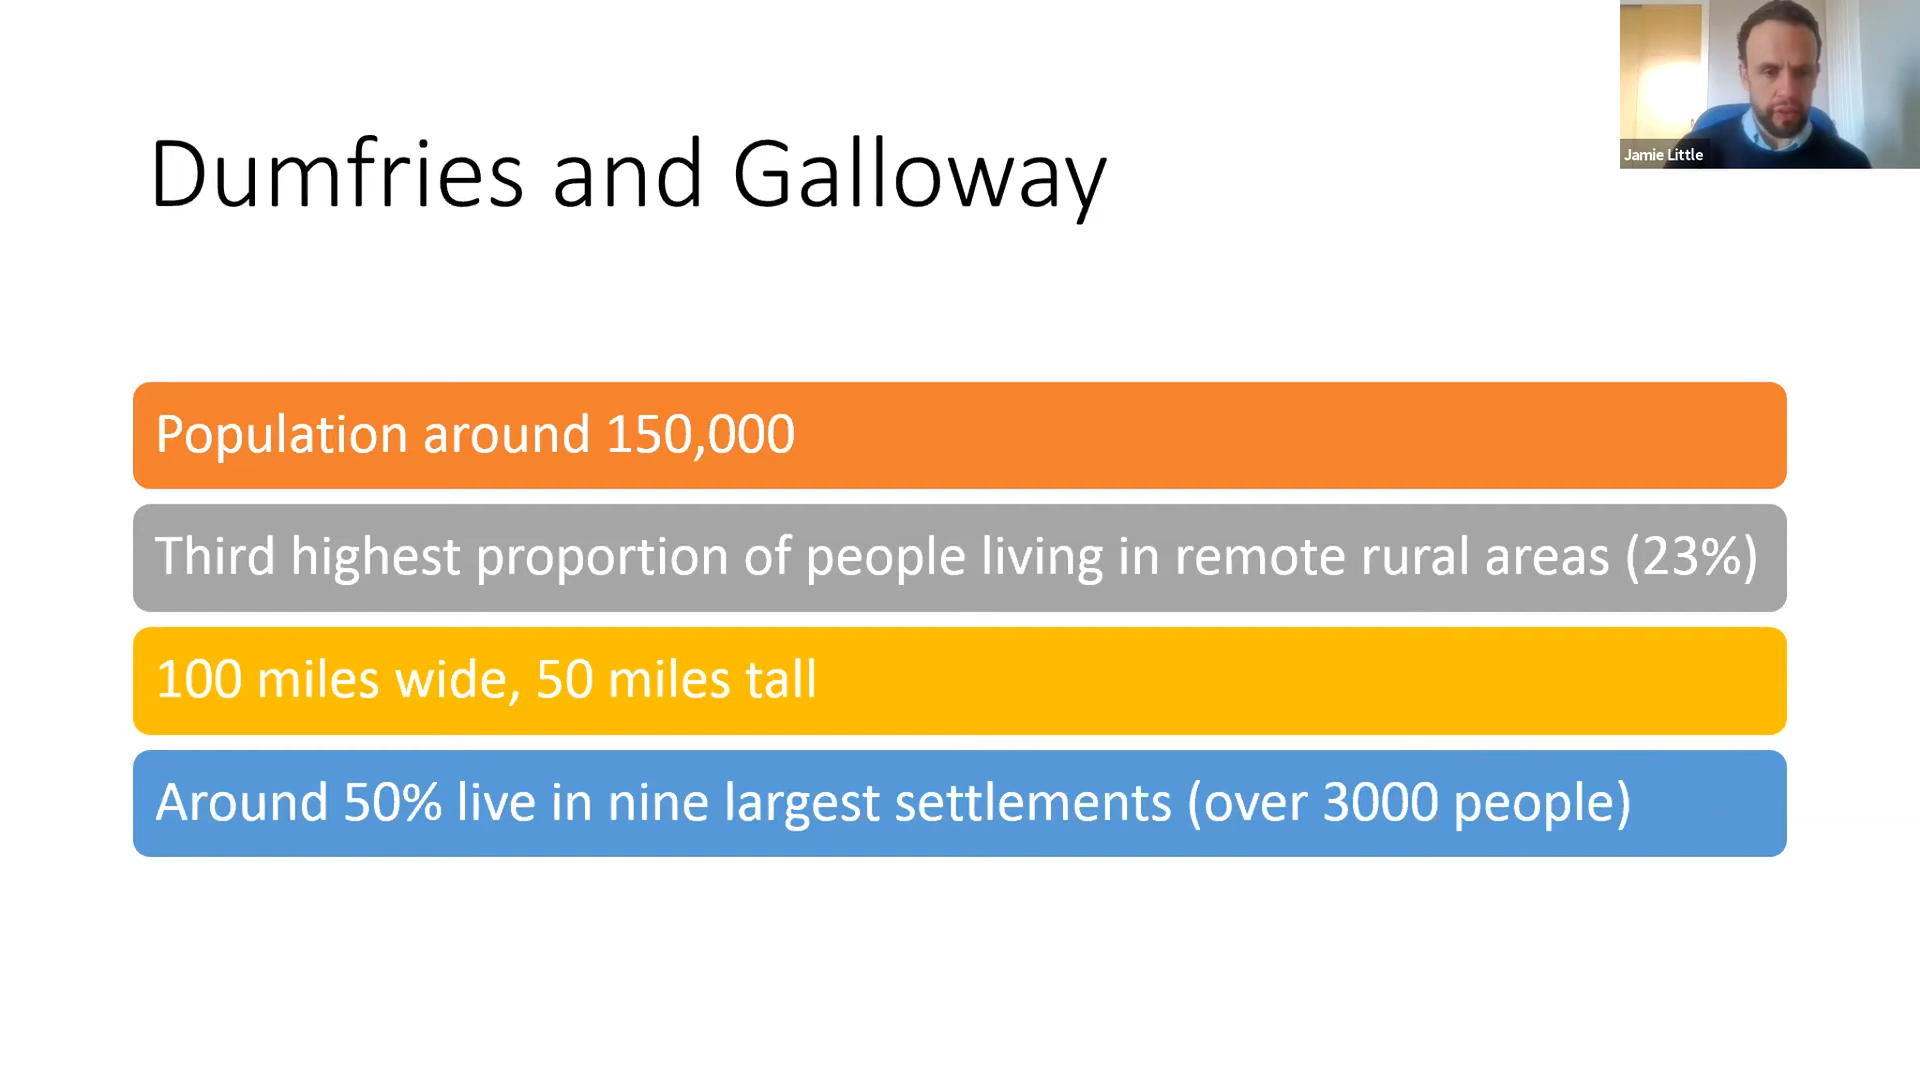 Dumfries and Galloway
Jamie Little
Population around 150,000
Third highest proportion of people living in remote rural areas (23%)
100 miles wide, 50 miles tall
Around 50% live in nine largest settlements (over 3000 people)